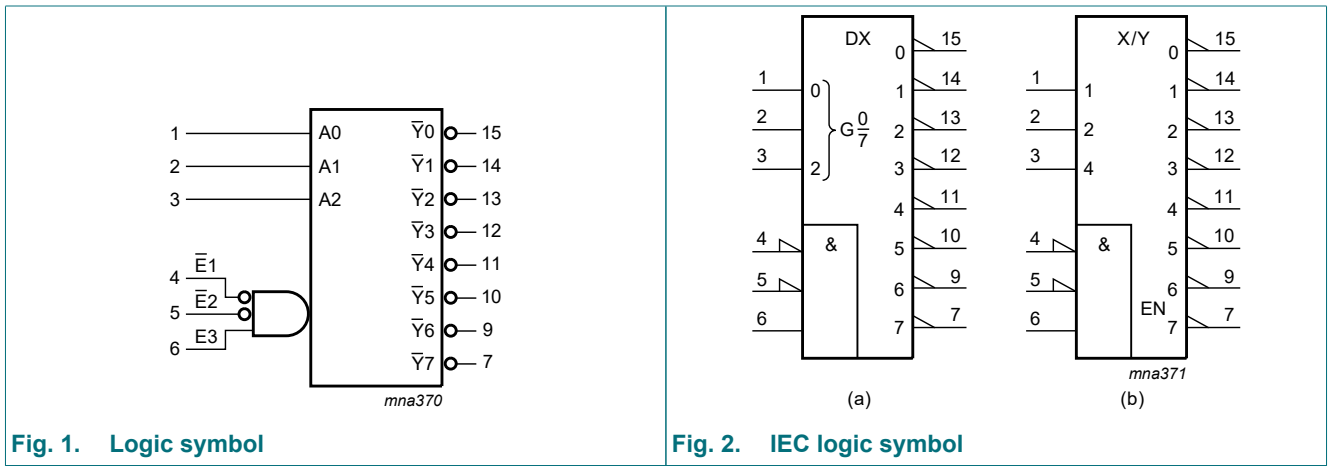 1 A0 Y̅0 15
2 A1 Y̅1 14
3 A2 Y̅2 13
Y̅3 12
4 E̅1 Y̅4 11
5 E̅2 Y̅5 10
6 E3 Y̅6 9
Y̅7 7
mna370
Fig. 1. Logic symbol
DX 0 15
1 0 1 14
2 G 0/7 2 13
3 2 3 12
4 11
4 & 5 10
5 6 9
6 7 7
(a)
X/Y 0 15
1 1 1 14
2 2 2 13
3 4 3 12
4 11
4 & 5 10
5 6 9
6 EN 7 7
mna371
(b)
Fig. 2. IEC logic symbol